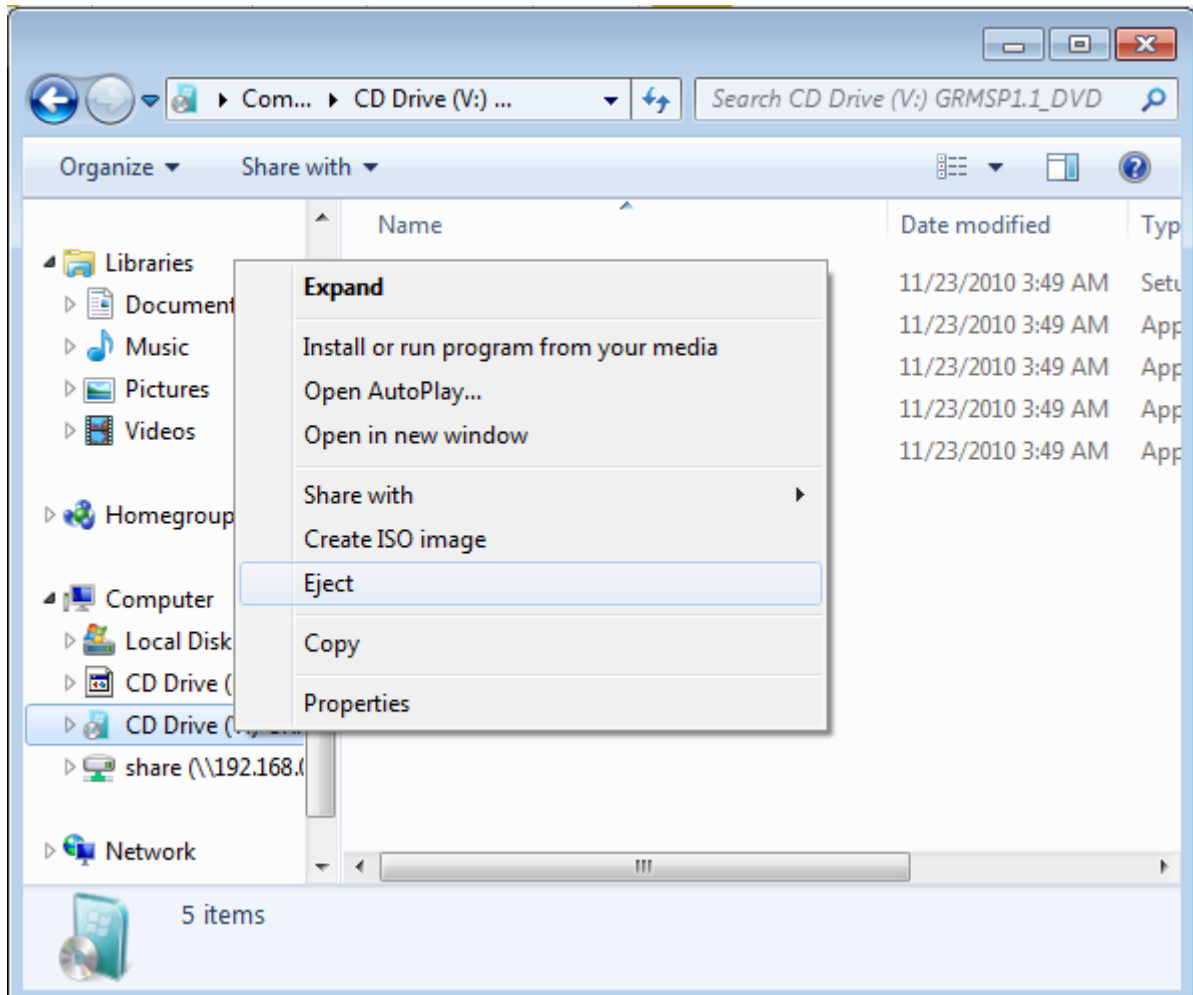 Com... CD Drive (V:) ... Search CD Drive (V:) GRMSP1.1_DVD
Organize Share with
Name Date modified Typ
Libraries
Document
Music
Pictures
Videos
Homegroup
Computer
Local Disk
CD Drive (
CD Drive (
share (\\192.168.0
Network
Expand
Install or run program from your media
Open AutoPlay...
Open in new window
Share with
Create ISO image
Eject
Copy
Properties
11/23/2010 3:49 AM Setu
11/23/2010 3:49 AM App
11/23/2010 3:49 AM App
11/23/2010 3:49 AM App
11/23/2010 3:49 AM App
5 items